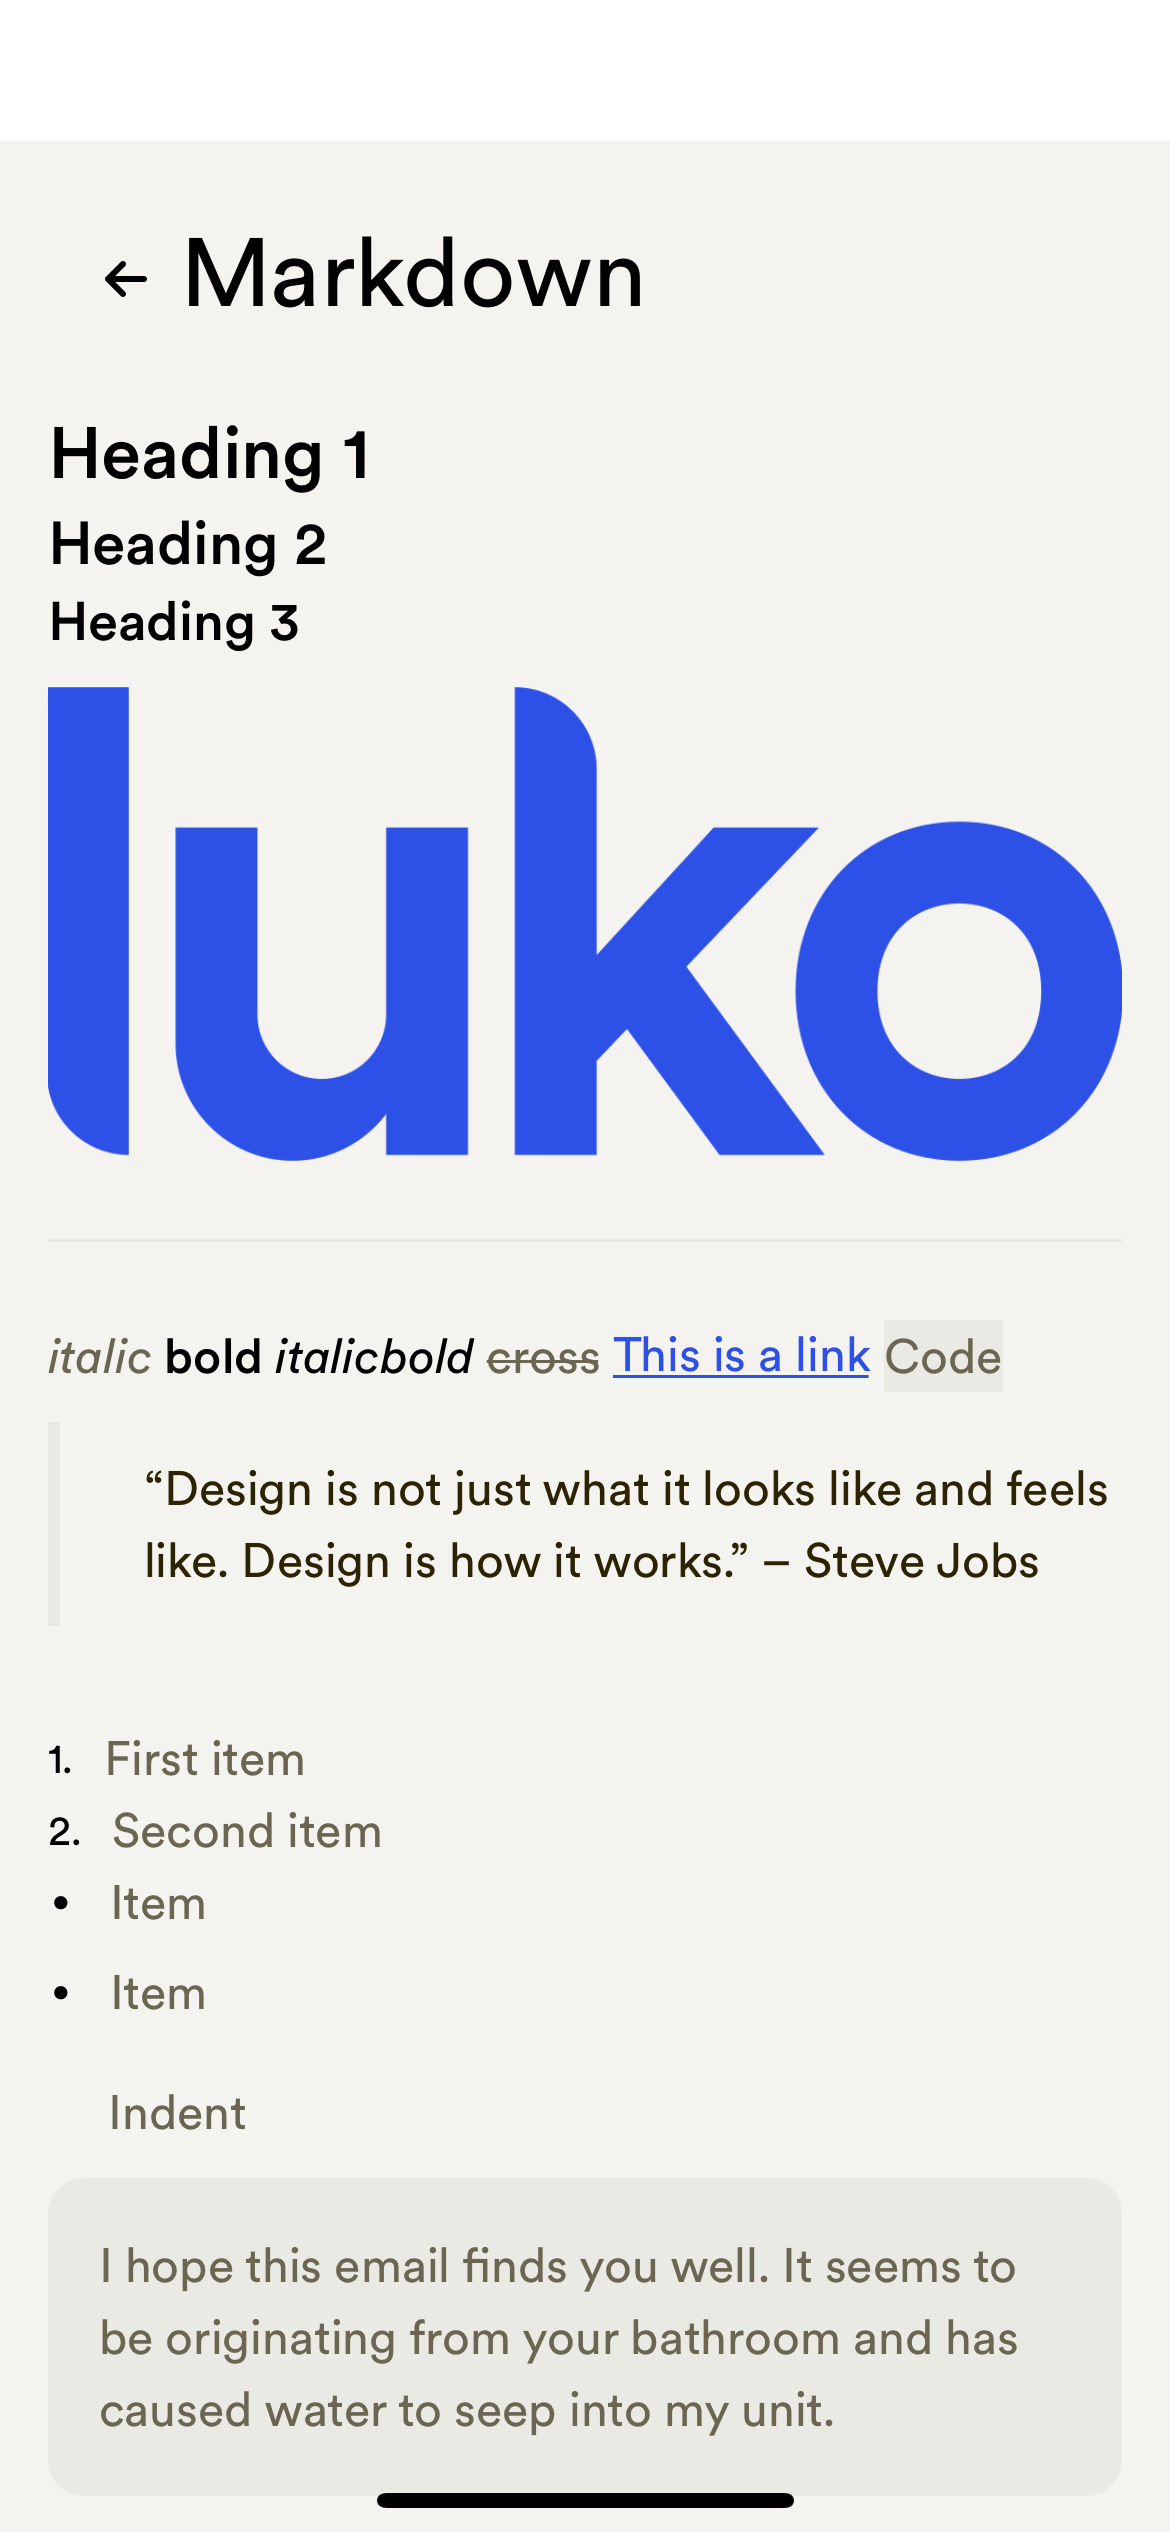 Markdown
Heading 1
Heading 2
Heading 3
luko
italic bold italicbold cross This is a link Code
“Design is not just what it looks like and feels
like. Design is how it works.” – Steve Jobs
1. First item
2. Second item
• Item
• Item
Indent
I hope this email finds you well. It seems to
be originating from your bathroom and has
caused water to seep into my unit.